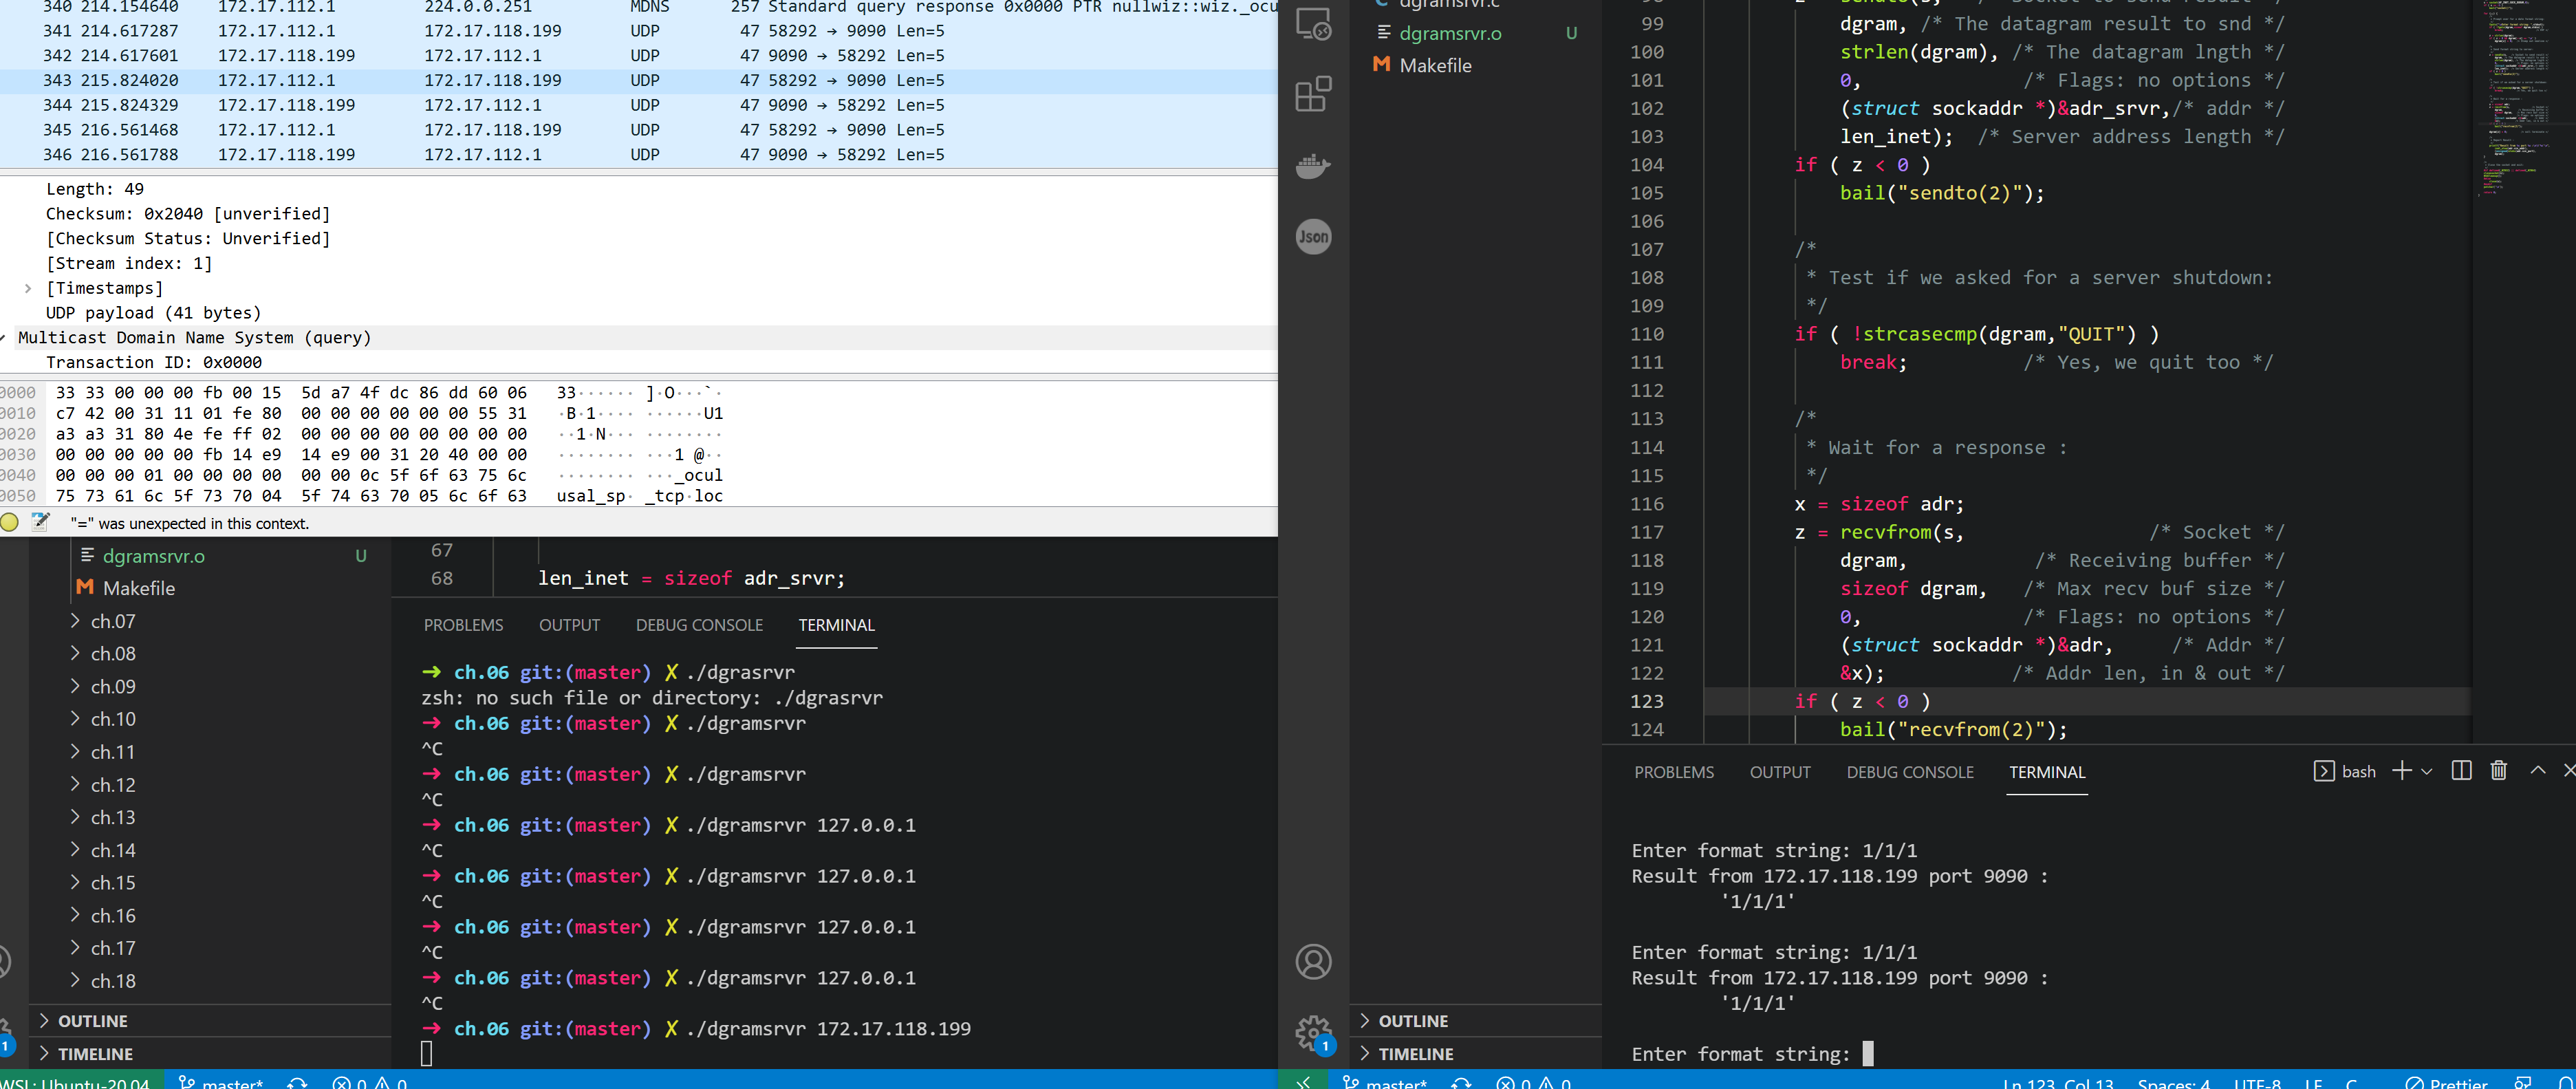 340 214.154640 172.17.112.1 224.0.0.251 MDNS 257 Standard query response 0x0000 PTR nullwiz::wiz._ocu
341 214.617287 172.17.112.1 172.17.118.199 UDP 47 58292 → 9090 Len=5
342 214.617601 172.17.118.199 172.17.112.1 UDP 47 9090 → 58292 Len=5
343 215.824020 172.17.112.1 172.17.118.199 UDP 47 58292 → 9090 Len=5
344 215.824329 172.17.118.199 172.17.112.1 UDP 47 9090 → 58292 Len=5
345 216.561468 172.17.112.1 172.17.118.199 UDP 47 58292 → 9090 Len=5
346 216.561788 172.17.118.199 172.17.112.1 UDP 47 9090 → 58292 Len=5
Length: 49
Checksum: 0x2040 [unverified]
[Checksum Status: Unverified]
[Stream index: 1]
> [Timestamps]
UDP payload (41 bytes)
Multicast Domain Name System (query)
Transaction ID: 0x0000
0000 33 33 00 00 00 fb 00 15 5d a7 4f dc 86 dd 60 06 33······ ]·O···`·
0010 c7 42 00 31 11 01 fe 80 00 00 00 00 00 00 55 31 ·B·1···· ······U1
0020 a3 a3 31 80 4e fe ff 02 00 00 00 00 00 00 00 00 ··1·N··· ········
0030 00 00 00 00 00 fb 14 e9 14 e9 00 31 20 40 00 00 ········ ···1 @··
0040 00 00 00 01 00 00 00 00 00 00 0c 5f 6f 63 75 6c ········ ···_ocul
0050 75 73 61 6c 5f 73 70 04 5f 74 63 70 05 6c 6f 63 usal_sp· _tcp·loc
"=" was unexpected in this context.
dgramsrvr.o U
Makefile
ch.07
ch.08
ch.09
ch.10
ch.11
ch.12
ch.13
ch.14
ch.15
ch.16
ch.17
ch.18
OUTLINE
TIMELINE
1
67
68 len_inet = sizeof adr_srvr;
PROBLEMS OUTPUT DEBUG CONSOLE TERMINAL
→ ch.06 git:(master) ✗ ./dgrasrvr
zsh: no such file or directory: ./dgrasrvr
→ ch.06 git:(master) ✗ ./dgramsrvr
^C
→ ch.06 git:(master) ✗ ./dgramsrvr
^C
→ ch.06 git:(master) ✗ ./dgramsrvr 127.0.0.1
^C
→ ch.06 git:(master) ✗ ./dgramsrvr 127.0.0.1
^C
→ ch.06 git:(master) ✗ ./dgramsrvr 127.0.0.1
^C
→ ch.06 git:(master) ✗ ./dgramsrvr 127.0.0.1
^C
→ ch.06 git:(master) ✗ ./dgramsrvr 172.17.118.199
WSL: Ubuntu-20.04 master* 0 0
Json
1
dgramsrvr.c
dgramsrvr.o U
Makefile
OUTLINE
TIMELINE
98 z = sendto(s, /* Socket to send result */
99 dgram, /* The datagram result to snd */
100 strlen(dgram), /* The datagram lngth */
101 0, /* Flags: no options */
102 (struct sockaddr *)&adr_srvr,/* addr */
103 len_inet); /* Server address length */
104 if ( z < 0 )
105 bail("sendto(2)");
106
107 /*
108 * Test if we asked for a server shutdown:
109 */
110 if ( !strcasecmp(dgram,"QUIT") )
111 break; /* Yes, we quit too */
112
113 /*
114 * Wait for a response :
115 */
116 x = sizeof adr;
117 z = recvfrom(s, /* Socket */
118 dgram, /* Receiving buffer */
119 sizeof dgram, /* Max recv buf size */
120 0, /* Flags: no options */
121 (struct sockaddr *)&adr, /* Addr */
122 &x); /* Addr len, in & out */
123 if ( z < 0 )
124 bail("recvfrom(2)");
PROBLEMS OUTPUT DEBUG CONSOLE TERMINAL bash
Enter format string: 1/1/1
Result from 172.17.118.199 port 9090 :
'1/1/1'
Enter format string: 1/1/1
Result from 172.17.118.199 port 9090 :
'1/1/1'
Enter format string:
master* 0 0 Ln 123, Col 13 Spaces: 4 UTF-8 LF C Prettier